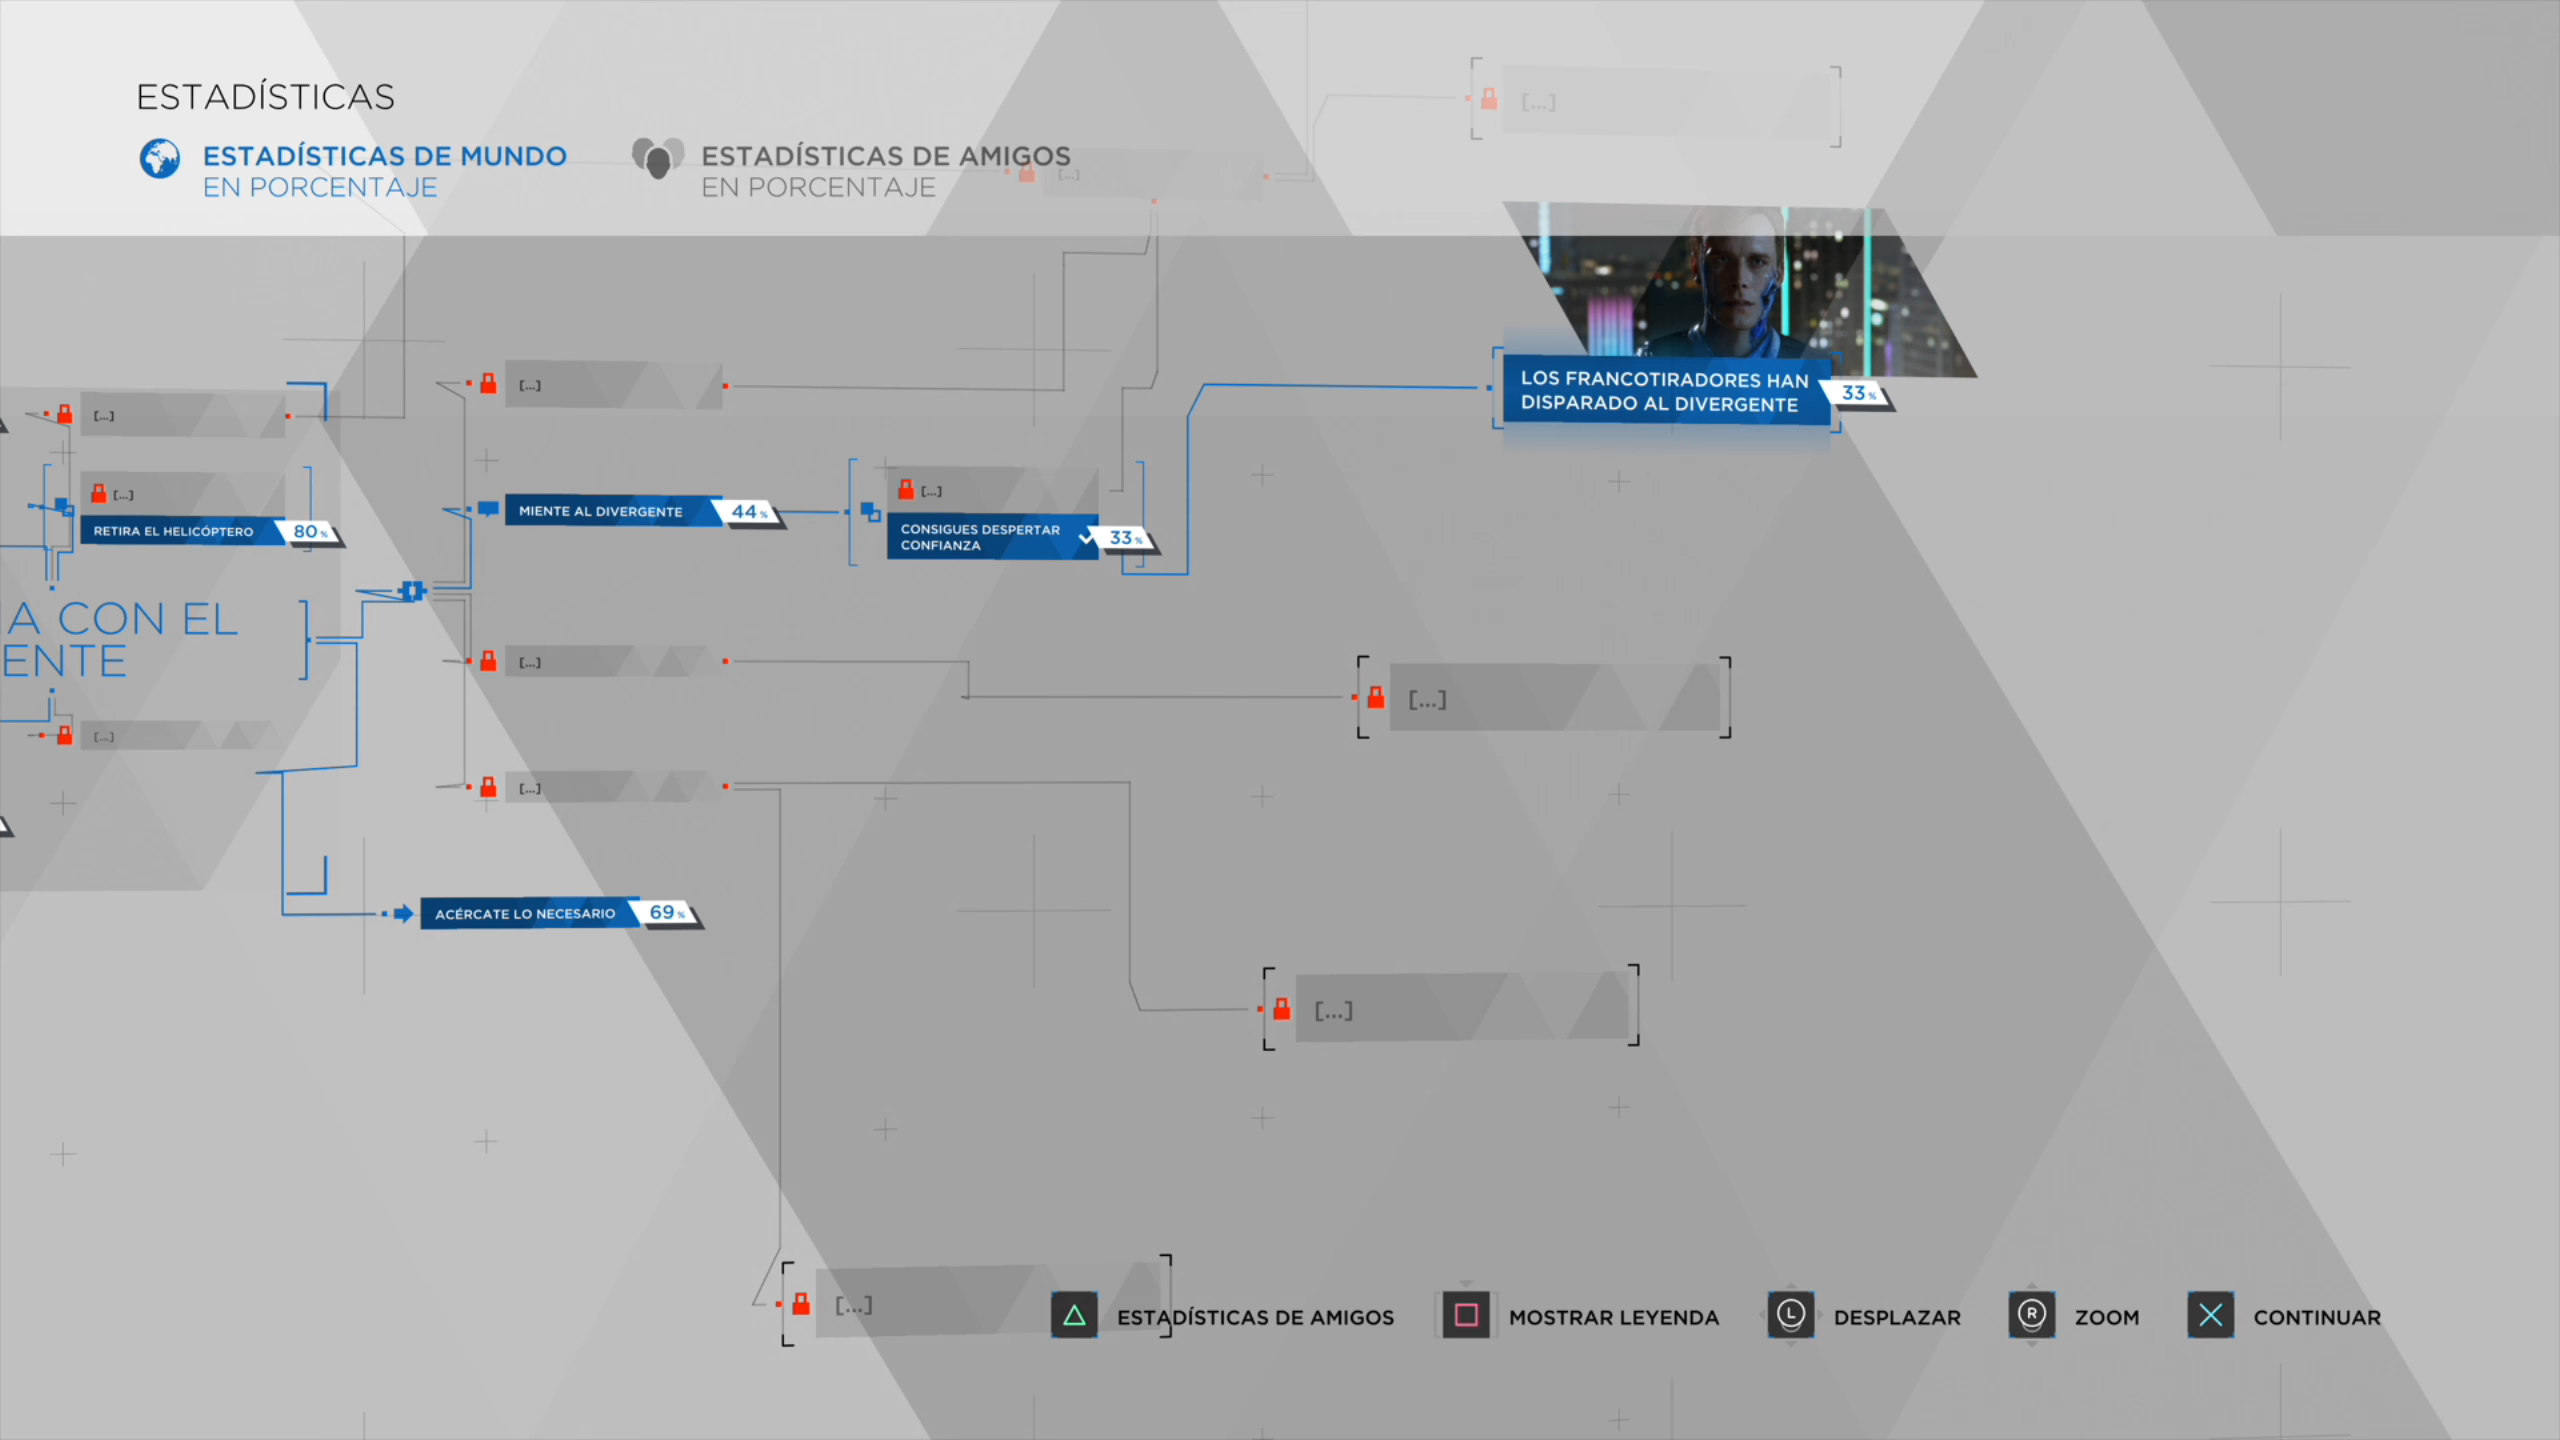 ESTADÍSTICAS
ESTADÍSTICAS DE MUNDO
EN PORCENTAJE
ESTADÍSTICAS DE AMIGOS
EN PORCENTAJE
[...]
[...]
LOS FRANCOTIRADORES HAN
DISPARADO AL DIVERGENTE
33%
[...]
[...]
[...]
RETIRA EL HELICÓPTERO
80%
MIENTE AL DIVERGENTE
44%
[...]
CONSIGUES DESPERTAR
CONFIANZA
33%
A CON EL
ENTE
[...]
[...]
[...]
[...]
ACÉRCATE LO NECESARIO
69%
[...]
[...]
ESTADÍSTICAS DE AMIGOS
MOSTRAR LEYENDA
L
DESPLAZAR
R
ZOOM
CONTINUAR